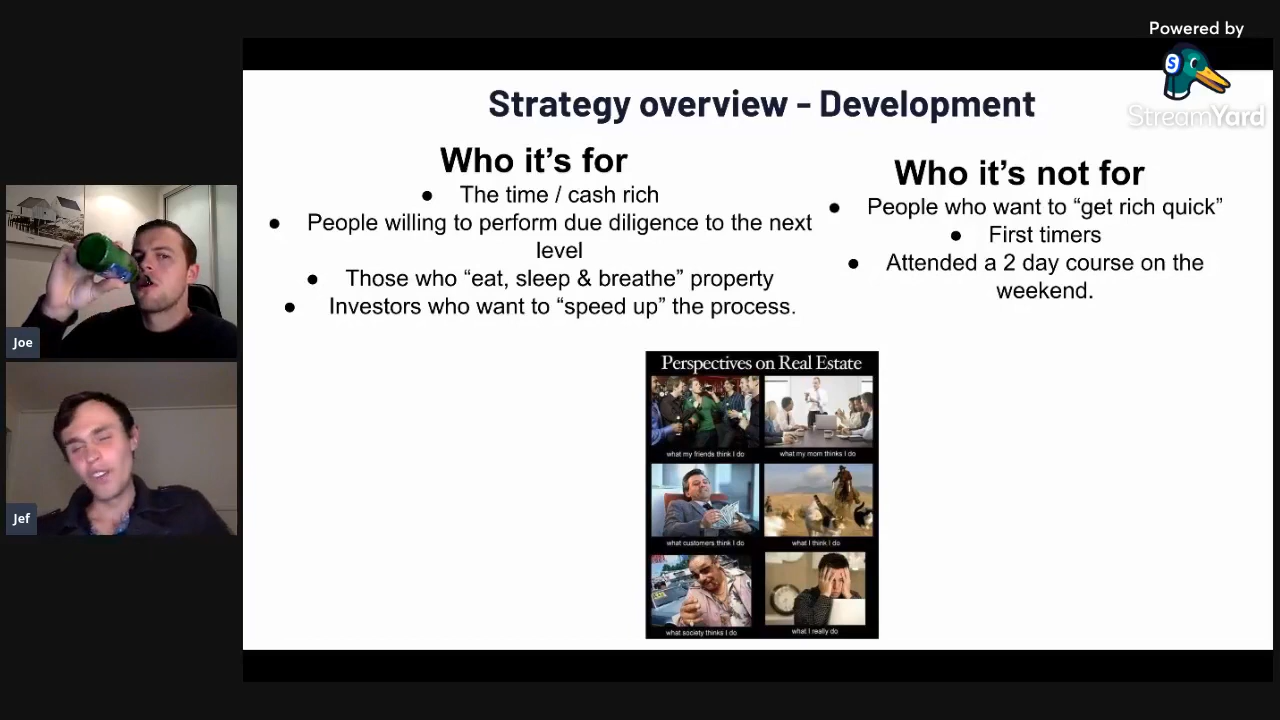 Powered by
StreamYard
Strategy overview - Development
Who it's for
● The time / cash rich
● People willing to perform due diligence to the next
level
● Those who “eat, sleep & breathe” property
● Investors who want to “speed up” the process.
Who it's not for
● People who want to “get rich quick”
● First timers
● Attended a 2 day course on the
weekend.
Joe
Jef
Perspectives on Real Estate
what my friends think I do
what my mom thinks I do
what customers think I do
what I think I do
what society thinks I do
what I really do